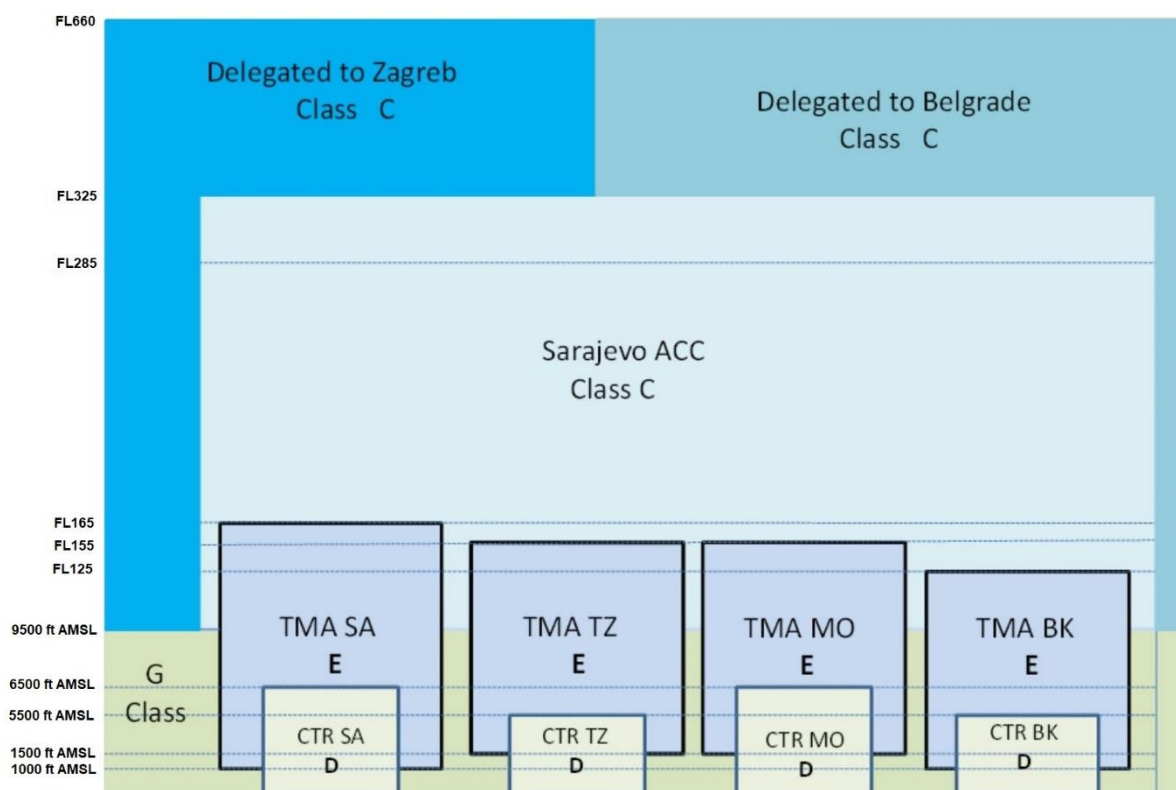 FL660
Delegated to Zagreb
Class C
Delegated to Belgrade
Class C
FL325
FL285
Sarajevo ACC
Class C
FL165
FL155
FL125
9500 ft AMSL
TMA SA
E
TMA TZ
E
TMA MO
E
TMA BK
E
G
Class
6500 ft AMSL
5500 ft AMSL
CTR SA
D
CTR TZ
D
CTR MO
D
CTR BK
D
1500 ft AMSL
1000 ft AMSL